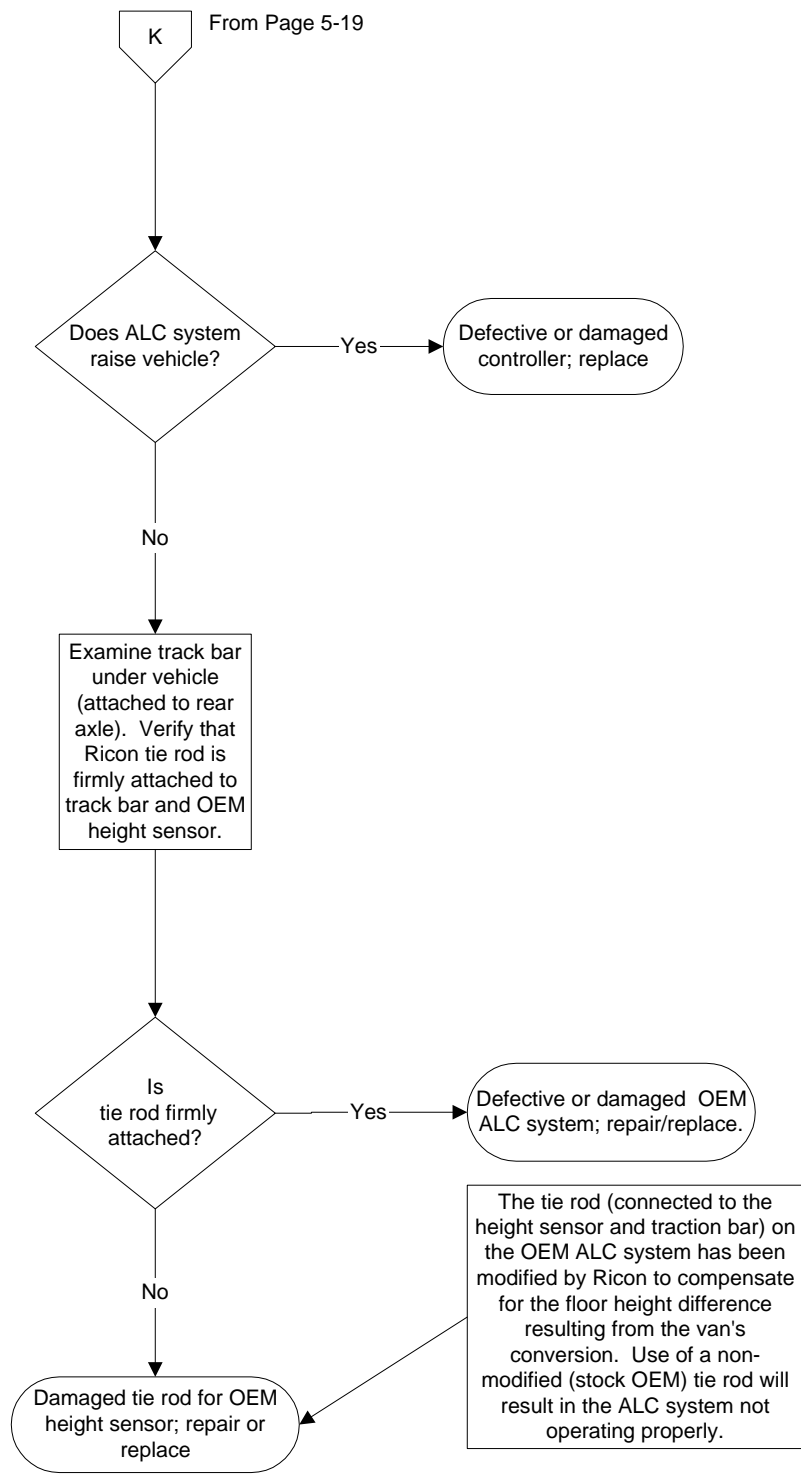 K
From Page 5-19
Does ALC system
raise vehicle?
Yes
Defective or damaged
controller; replace
No
Examine track bar
under vehicle
(attached to rear
axle).  Verify that
Ricon tie rod is
firmly attached to
track bar and OEM
height sensor.
Is
tie rod firmly
attached?
Yes
Defective or damaged  OEM
ALC system; repair/replace.
The tie rod (connected to the
height sensor and traction bar) on
the OEM ALC system has been
modified by Ricon to compensate
for the floor height difference
resulting from the van's
conversion.  Use of a non-
modified (stock OEM) tie rod will
result in the ALC system not
operating properly.
No
Damaged tie rod for OEM
height sensor; repair or
replace